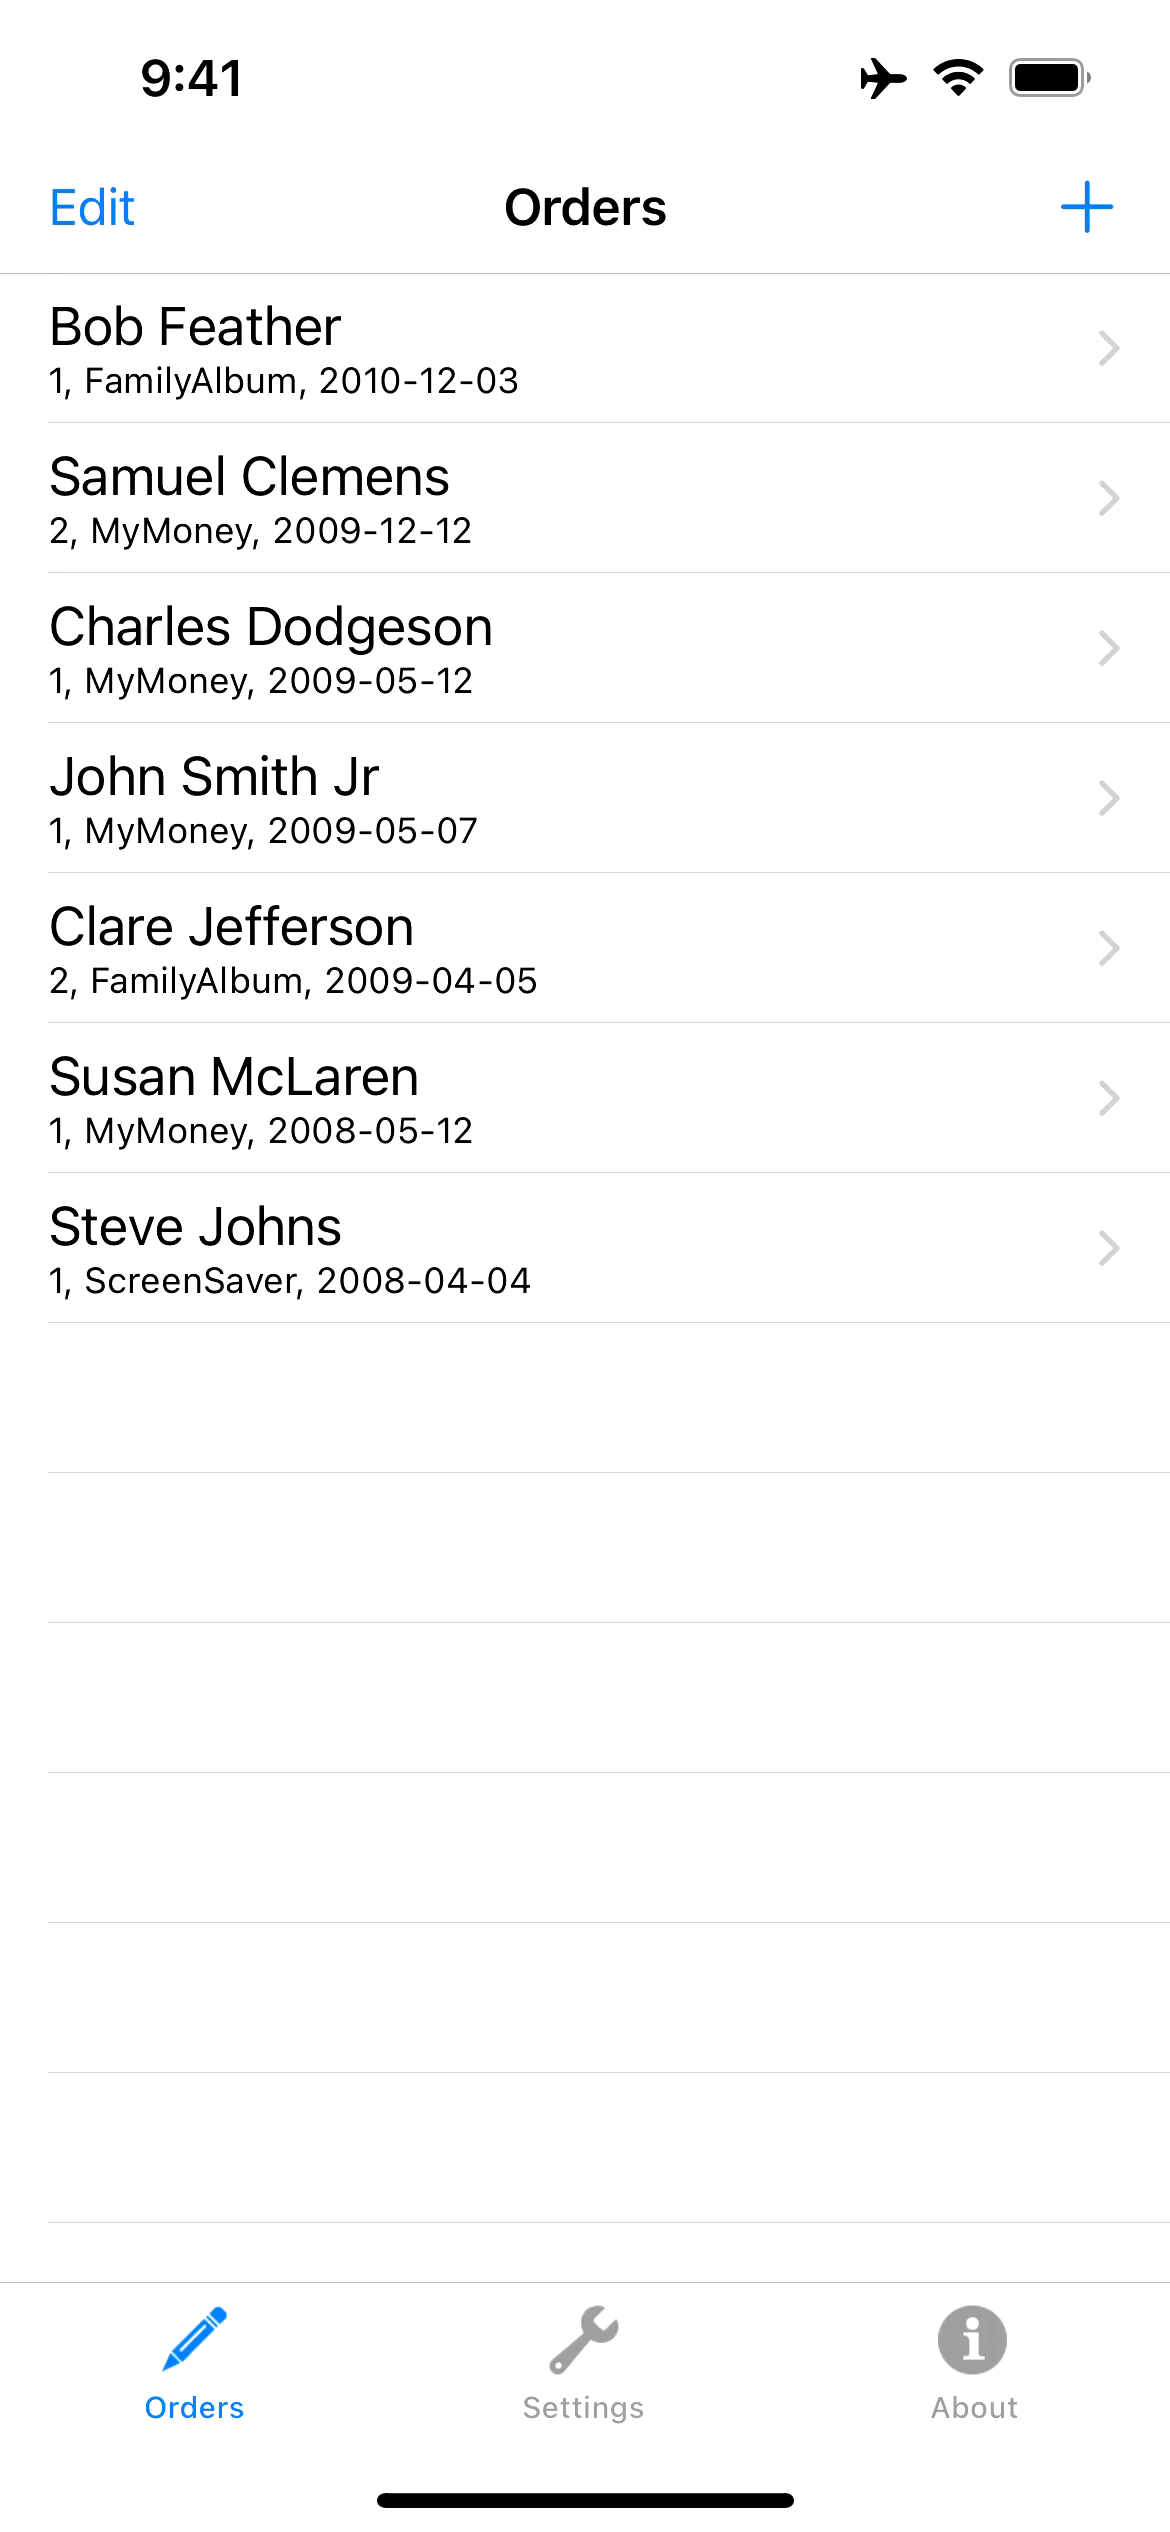 9:41
Edit Orders
Bob Feather
1, FamilyAlbum, 2010-12-03
Samuel Clemens
2, MyMoney, 2009-12-12
Charles Dodgeson
1, MyMoney, 2009-05-12
John Smith Jr
1, MyMoney, 2009-05-07
Clare Jefferson
2, FamilyAlbum, 2009-04-05
Susan McLaren
1, MyMoney, 2008-05-12
Steve Johns
1, ScreenSaver, 2008-04-04
Orders Settings About